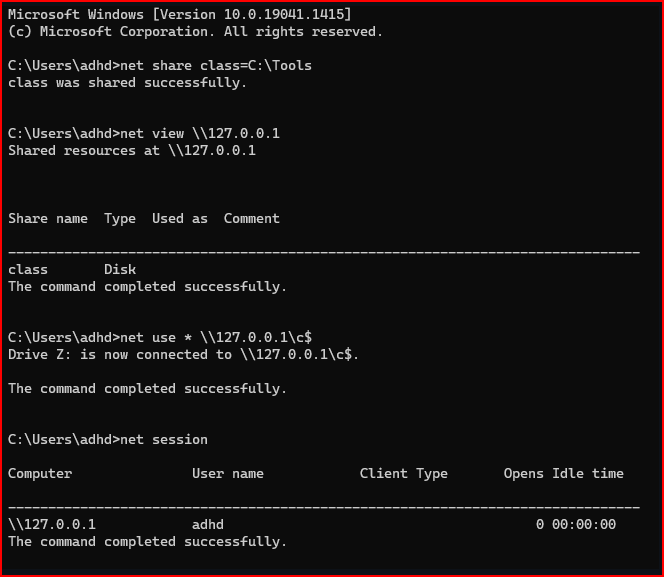 Microsoft Windows [Version 10.0.19041.1415]
(c) Microsoft Corporation. All rights reserved.
C:\Users\adhd>net share class=C:\Tools
class was shared successfully.
C:\Users\adhd>net view \\127.0.0.1
Shared resources at \\127.0.0.1
Share name  Type  Used as  Comment
-------------------------------------------------------------------------------
class       Disk
The command completed successfully.
C:\Users\adhd>net use * \\127.0.0.1\c$
Drive Z: is now connected to \\127.0.0.1\c$.
The command completed successfully.
C:\Users\adhd>net session
Computer               User name            Client Type       Opens Idle time
-------------------------------------------------------------------------------
\\127.0.0.1            adhd                                       0 00:00:00
The command completed successfully.